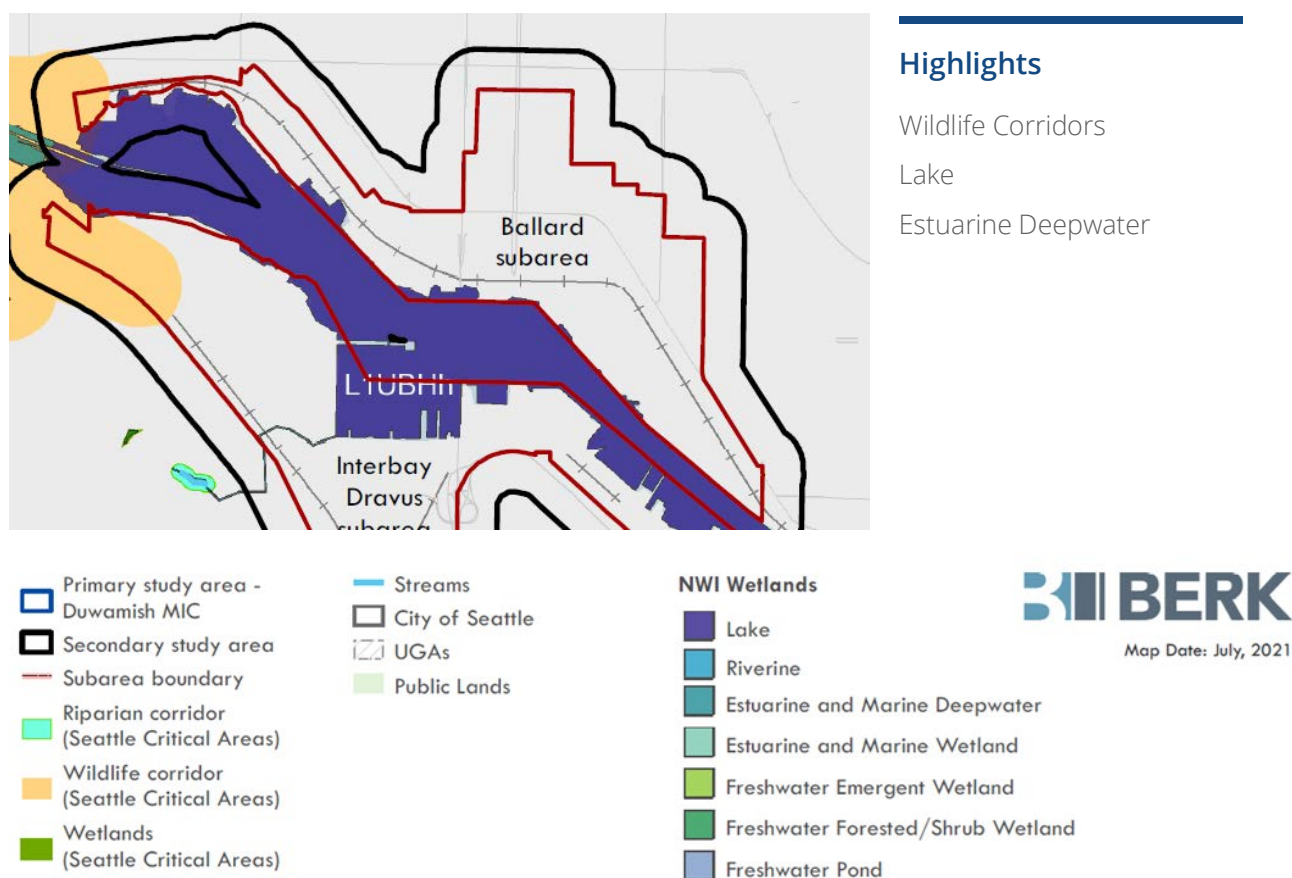 Highlights
Wildlife Corridors
Lake
Estuarine Deepwater
Ballard
subarea
L1UBHh
Interbay
Dravus
subarea
Primary study area -
Duwamish MIC
Secondary study area
Subarea boundary
Riparian corridor
(Seattle Critical Areas)
Wildlife corridor
(Seattle Critical Areas)
Wetlands
(Seattle Critical Areas)
Streams
City of Seattle
UGAs
Public Lands
NWI Wetlands
Lake
Riverine
Estuarine and Marine Deepwater
Estuarine and Marine Wetland
Freshwater Emergent Wetland
Freshwater Forested/Shrub Wetland
Freshwater Pond
BERK
Map Date: July, 2021